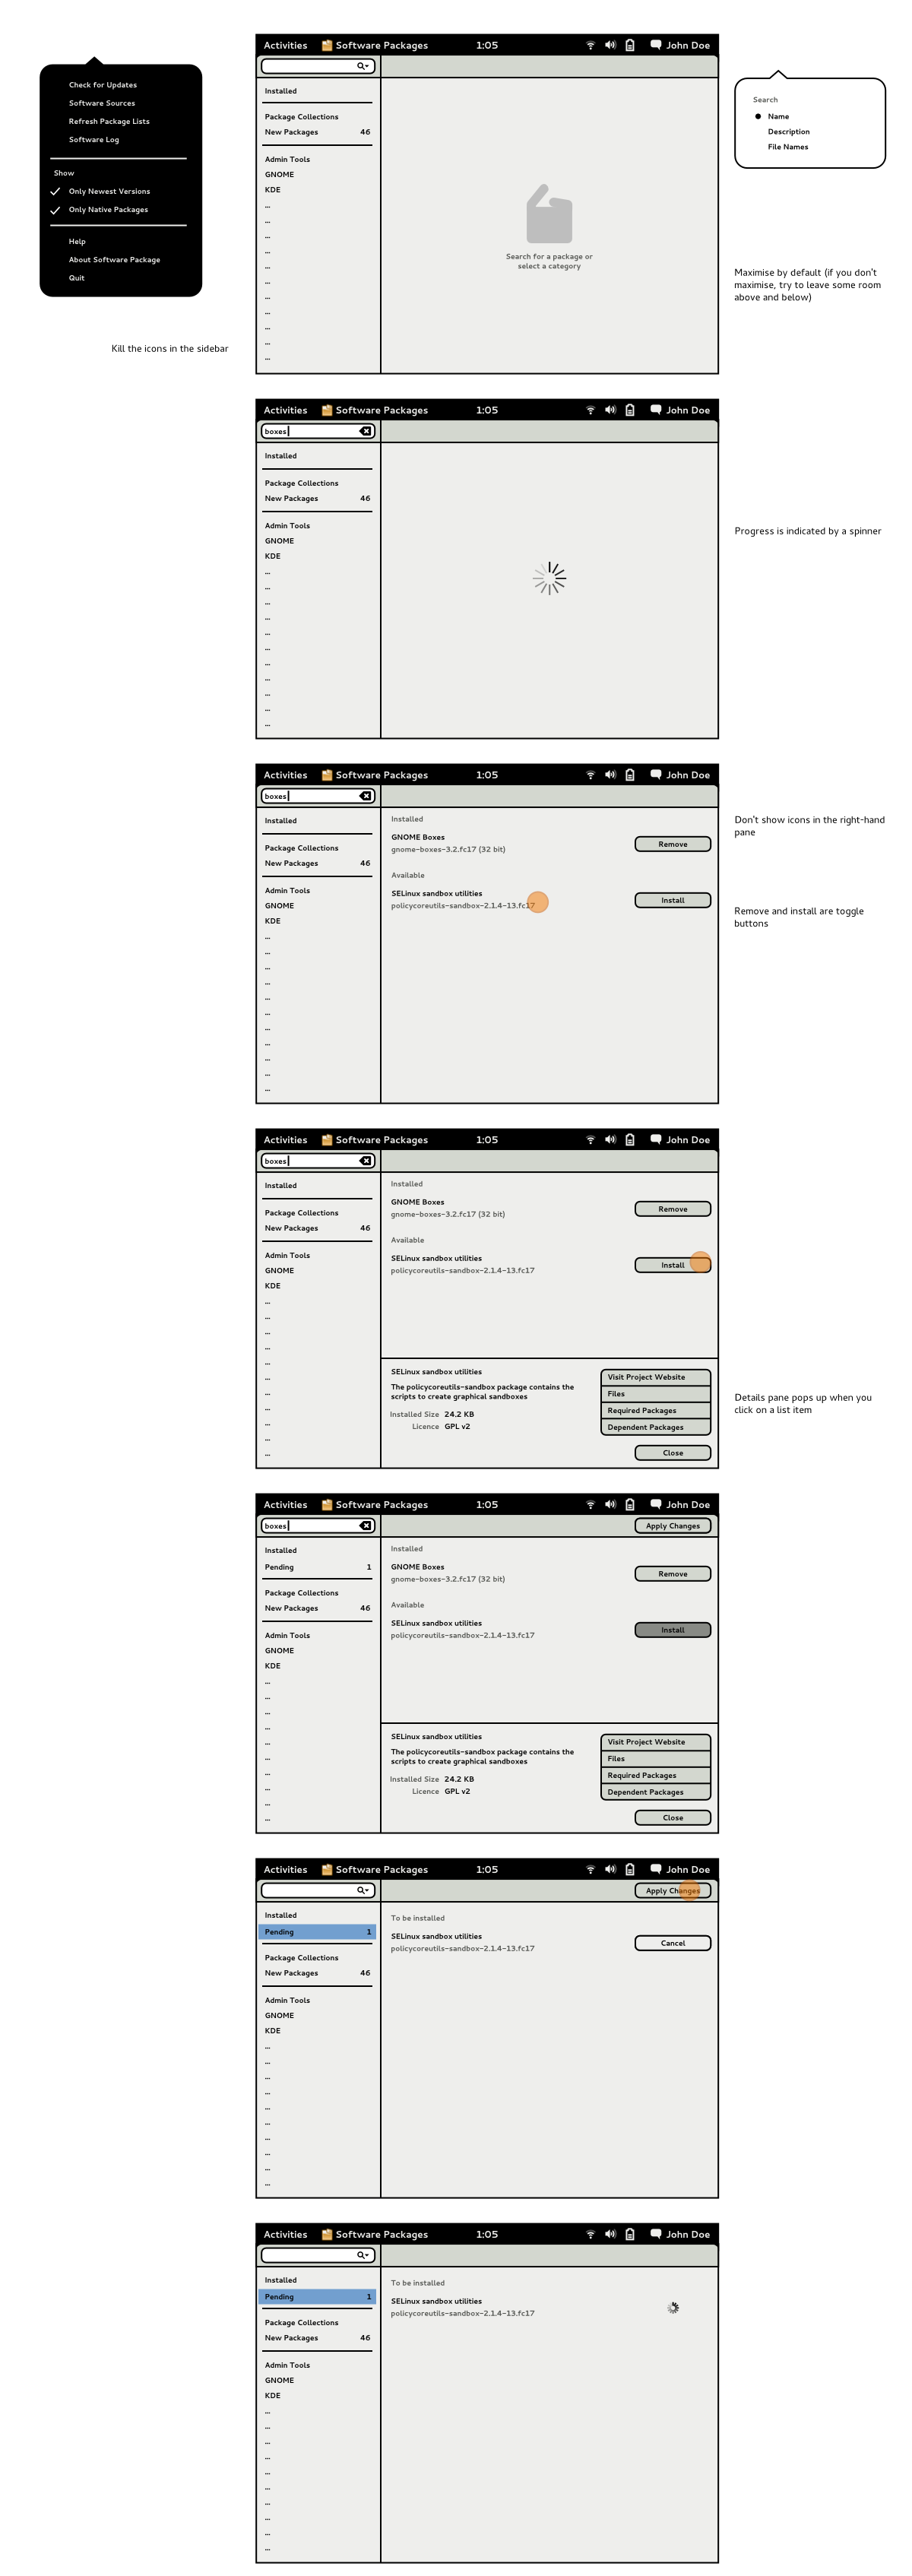 Activities Software Packages 1:05 John Doe
Check for Updates
Software Sources
Refresh Package Lists
Software Log
Show
Only Newest Versions
Only Native Packages
Help
About Software Package
Quit
Kill the icons in the sidebar
Installed
Package Collections
New Packages 46
Admin Tools
GNOME
KDE
...
...
...
...
...
...
...
...
...
...
...
Search for a package or
select a category
Search
Name
Description
File Names
Maximise by default (if you don't
maximise, try to leave some room
above and below)
Activities Software Packages 1:05 John Doe
boxes
Installed
Package Collections
New Packages 46
Admin Tools
GNOME
KDE
...
...
...
...
...
...
...
...
...
...
...
Progress is indicated by a spinner
Activities Software Packages 1:05 John Doe
boxes
Installed
Package Collections
New Packages 46
Admin Tools
GNOME
KDE
...
...
...
...
...
...
...
...
...
...
...
Installed
GNOME Boxes
gnome-boxes-3.2.fc17 (32 bit)
Remove
Available
SELinux sandbox utilities
policycoreutils-sandbox-2.1.4-13.fc17
Install
Don't show icons in the right-hand
pane
Remove and install are toggle
buttons
Activities Software Packages 1:05 John Doe
boxes
Installed
Package Collections
New Packages 46
Admin Tools
GNOME
KDE
...
...
...
...
...
...
...
...
...
...
...
Installed
GNOME Boxes
gnome-boxes-3.2.fc17 (32 bit)
Remove
Available
SELinux sandbox utilities
policycoreutils-sandbox-2.1.4-13.fc17
Install
SELinux sandbox utilities
The policycoreutils-sandbox package contains the
scripts to create graphical sandboxes
Installed Size 24.2 KB
Licence GPL v2
Visit Project Website
Files
Required Packages
Dependent Packages
Close
Details pane pops up when you
click on a list item
Activities Software Packages 1:05 John Doe
boxes
Apply Changes
Installed
Pending 1
Package Collections
New Packages 46
Admin Tools
GNOME
KDE
...
...
...
...
...
...
...
...
...
...
Installed
GNOME Boxes
gnome-boxes-3.2.fc17 (32 bit)
Remove
Available
SELinux sandbox utilities
policycoreutils-sandbox-2.1.4-13.fc17
Install
SELinux sandbox utilities
The policycoreutils-sandbox package contains the
scripts to create graphical sandboxes
Installed Size 24.2 KB
Licence GPL v2
Visit Project Website
Files
Required Packages
Dependent Packages
Close
Activities Software Packages 1:05 John Doe
Apply Changes
Installed
Pending 1
Package Collections
New Packages 46
Admin Tools
GNOME
KDE
...
...
...
...
...
...
...
...
...
...
To be installed
SELinux sandbox utilities
policycoreutils-sandbox-2.1.4-13.fc17
Cancel
Activities Software Packages 1:05 John Doe
Installed
Pending 1
Package Collections
New Packages 46
Admin Tools
GNOME
KDE
...
...
...
...
...
...
...
...
...
...
To be installed
SELinux sandbox utilities
policycoreutils-sandbox-2.1.4-13.fc17